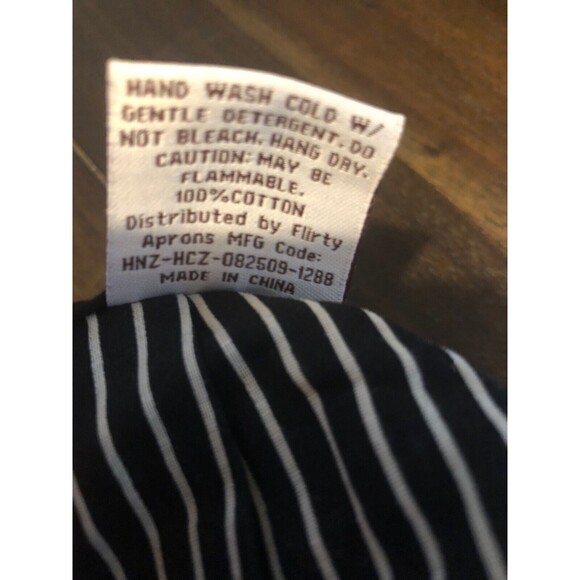 HAND WASH COLD W/
GENTLE DETERGENT. DO
NOT BLEACH. HANG DRY.
CAUTION: MAY BE
FLAMMABLE.
100%COTTON
Distributed by Flirty
Aprons MFG Code:
HNZ-HCZ-082509-1288
MADE IN CHINA